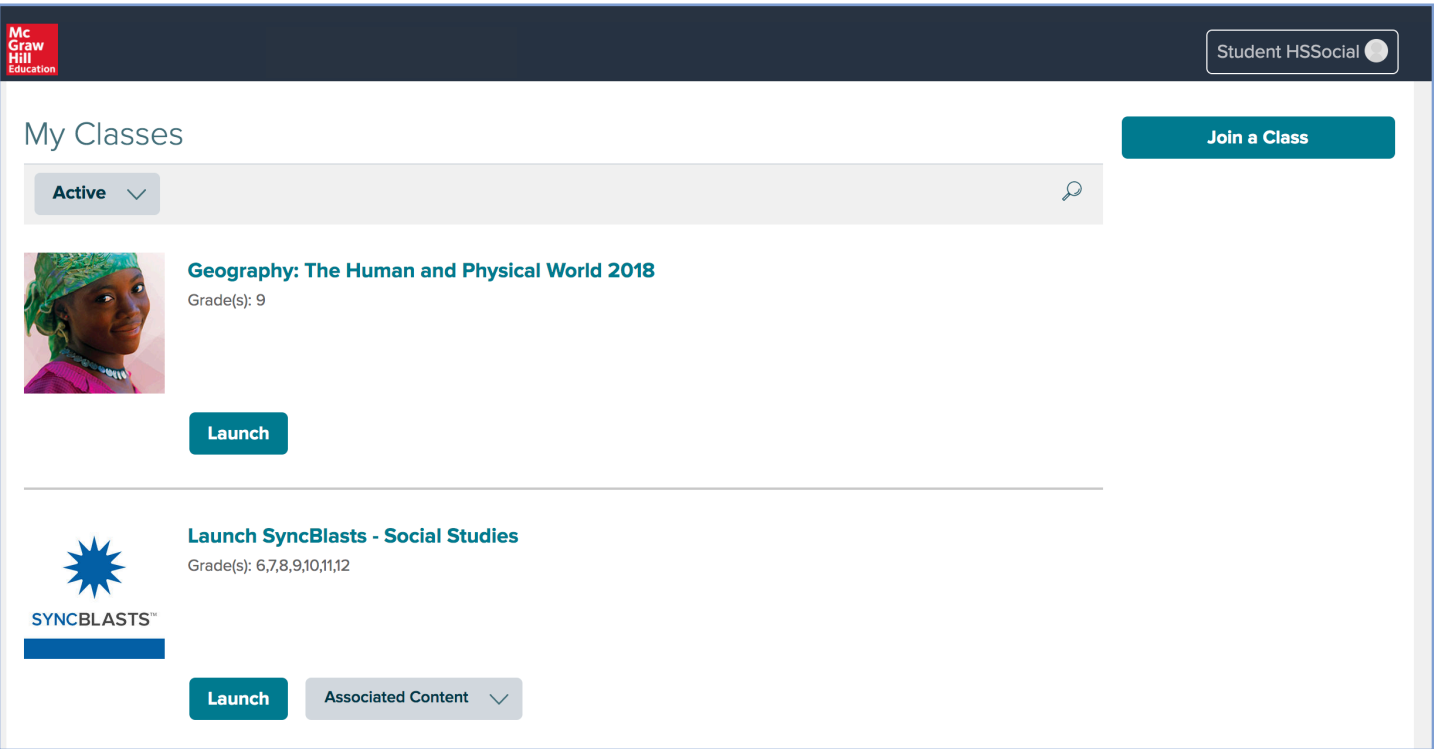 Mc
Graw
Hill
Education
Student HSSocial
My Classes
Join a Class
Active
Geography: The Human and Physical World 2018
Grade(s): 9
Launch
Launch SyncBlasts - Social Studies
Grade(s): 6,7,8,9,10,11,12
SYNCBLASTS™
Launch
Associated Content